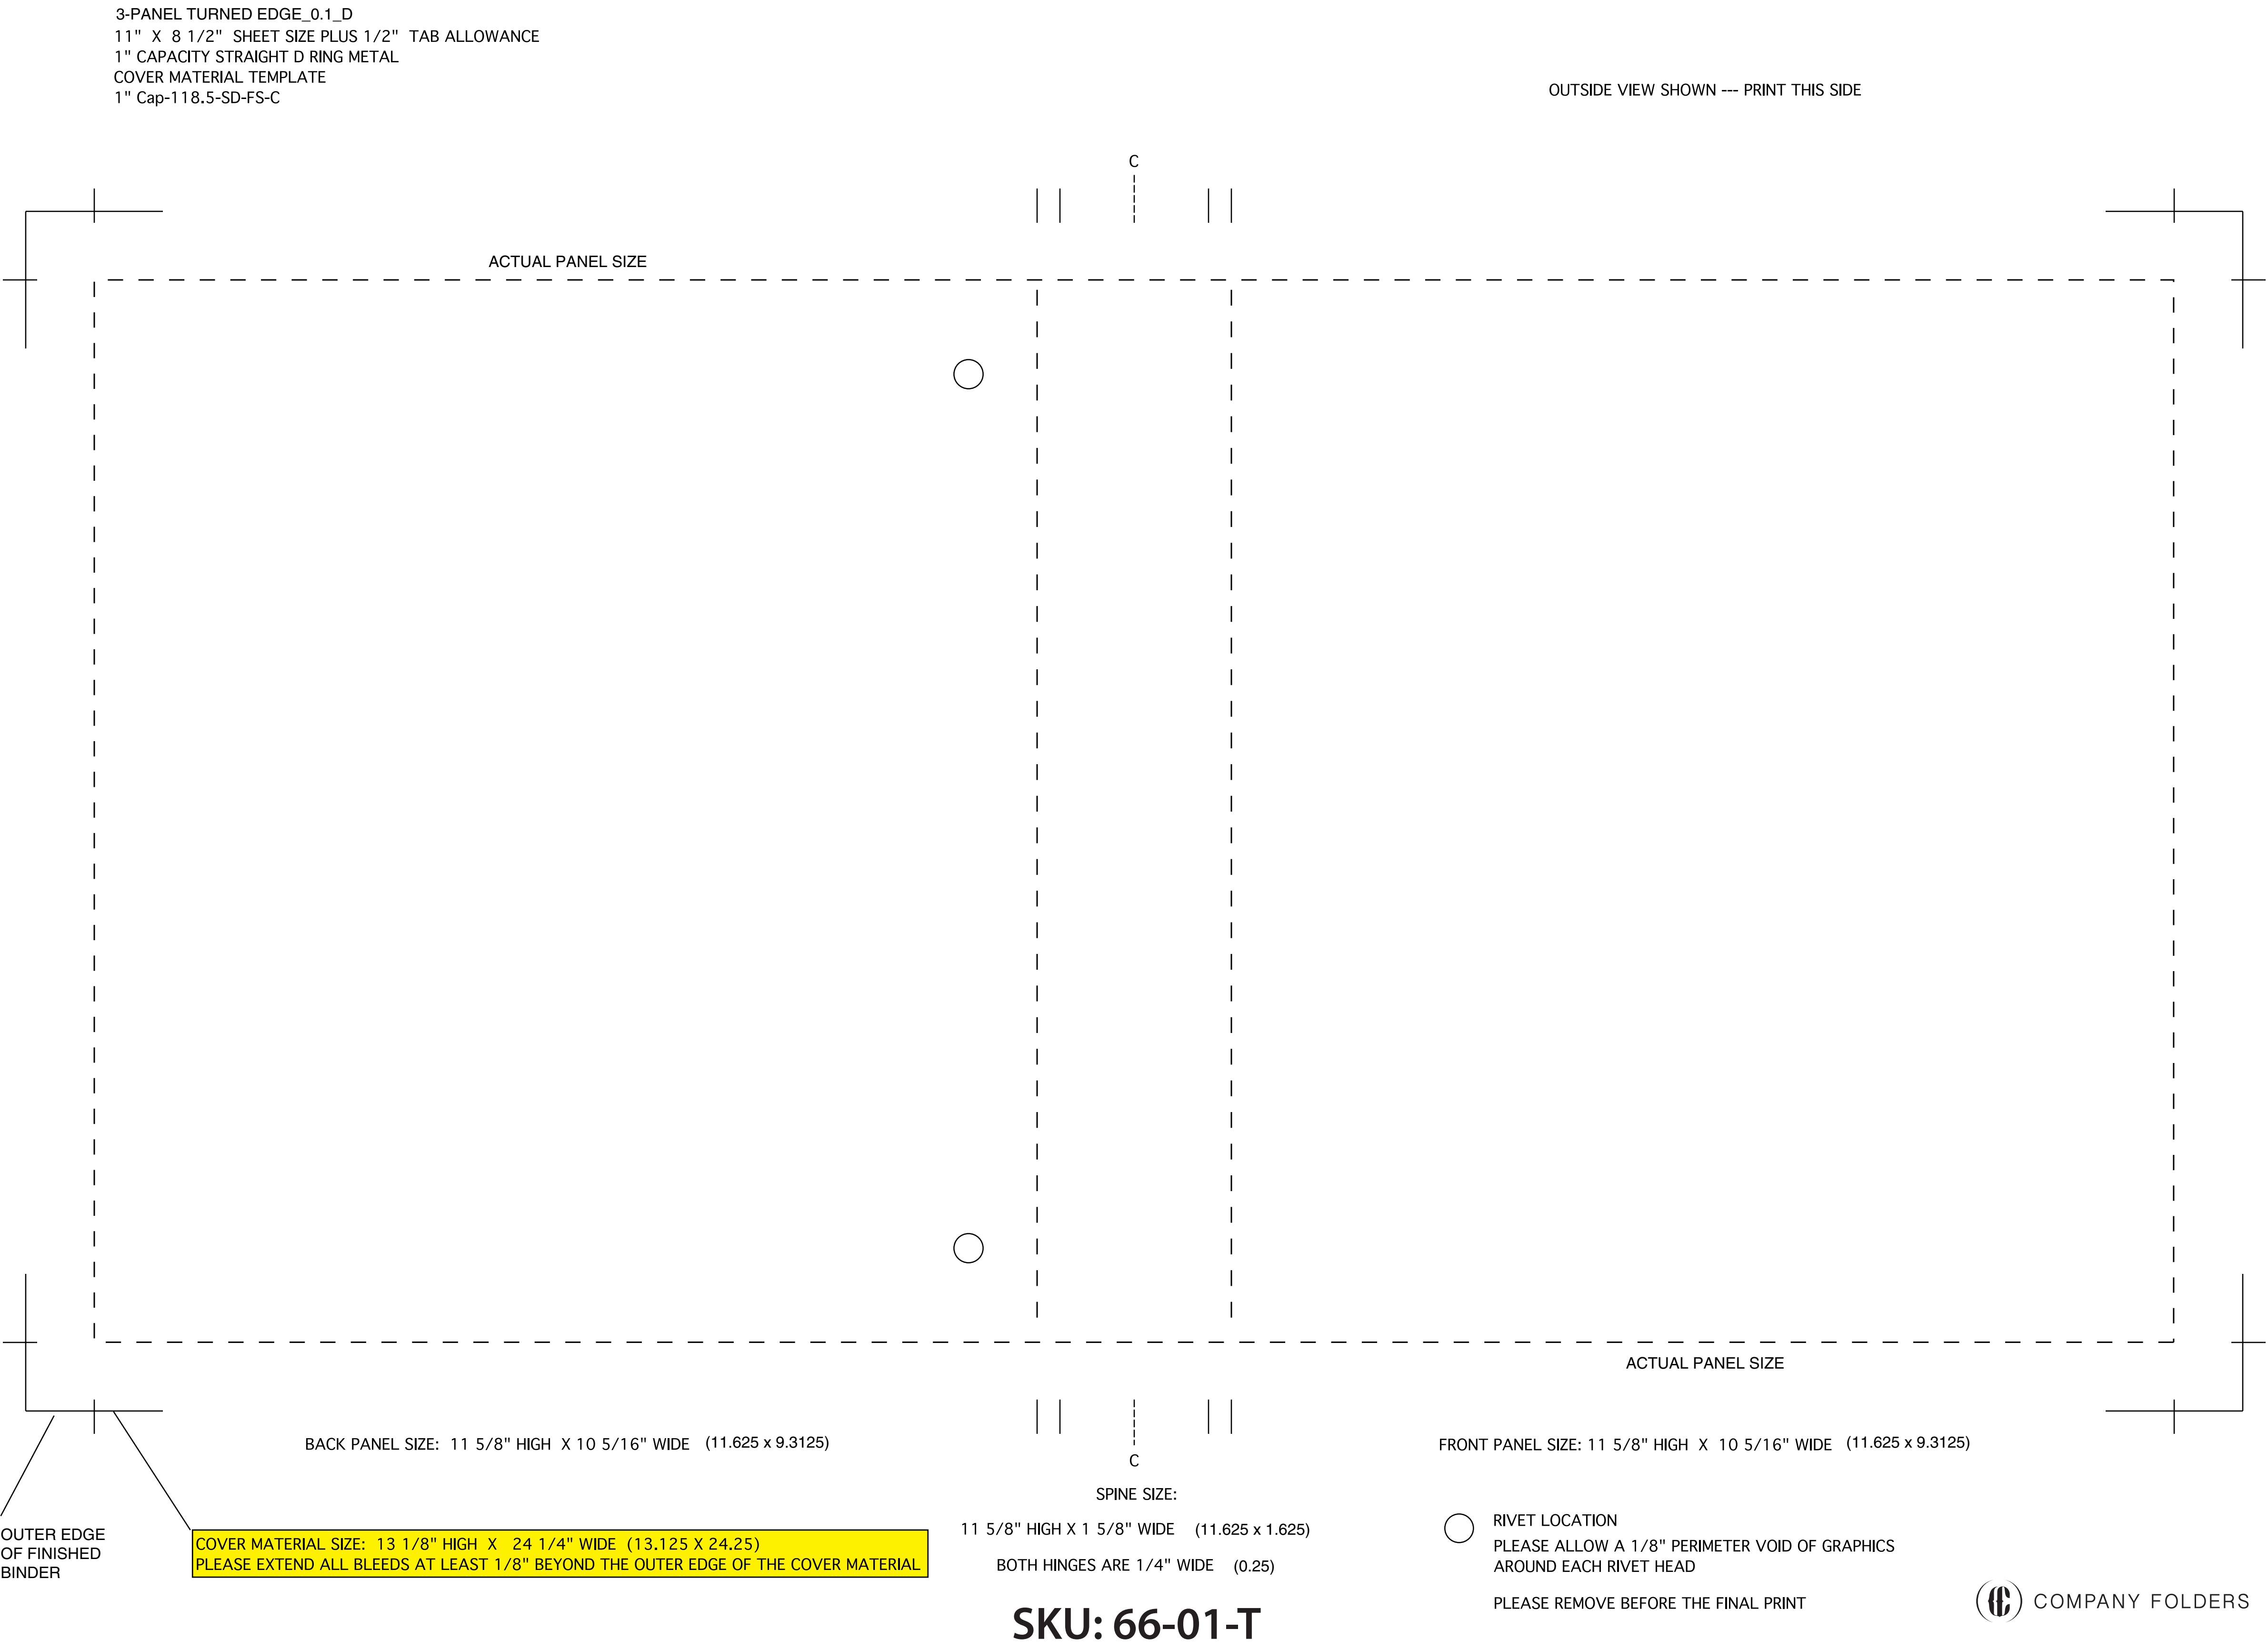 3-PANEL TURNED EDGE_0.1_D
11" X 8 1/2" SHEET SIZE PLUS 1/2" TAB ALLOWANCE
1" CAPACITY STRAIGHT D RING METAL
COVER MATERIAL TEMPLATE
1" Cap-118.5-SD-FS-C
OUTSIDE VIEW SHOWN --- PRINT THIS SIDE
C
ACTUAL PANEL SIZE
ACTUAL PANEL SIZE
BACK PANEL SIZE: 11 5/8" HIGH X 10 5/16" WIDE (11.625 x 9.3125)
C
FRONT PANEL SIZE: 11 5/8" HIGH X 10 5/16" WIDE (11.625 x 9.3125)
OUTER EDGE
OF FINISHED
BINDER
COVER MATERIAL SIZE: 13 1/8" HIGH X 24 1/4" WIDE (13.125 X 24.25)
PLEASE EXTEND ALL BLEEDS AT LEAST 1/8" BEYOND THE OUTER EDGE OF THE COVER MATERIAL
SPINE SIZE:
11 5/8" HIGH X 1 5/8" WIDE (11.625 x 1.625)
BOTH HINGES ARE 1/4" WIDE (0.25)
RIVET LOCATION
PLEASE ALLOW A 1/8" PERIMETER VOID OF GRAPHICS
AROUND EACH RIVET HEAD
PLEASE REMOVE BEFORE THE FINAL PRINT
SKU: 66-01-T
COMPANY FOLDERS